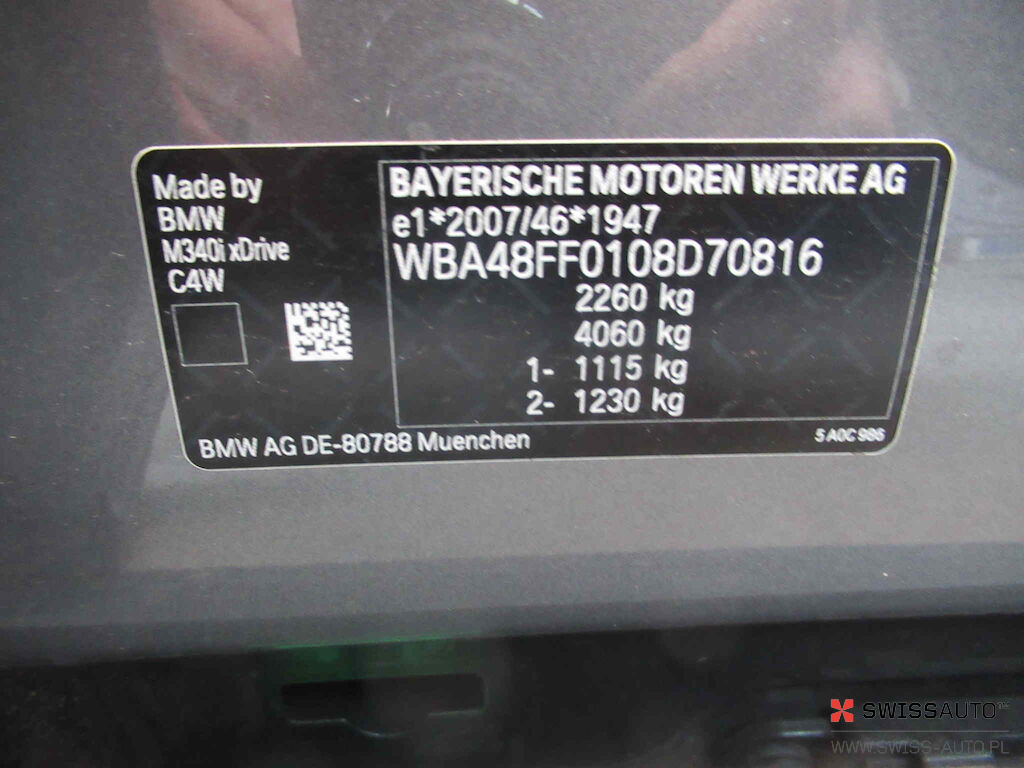 Made by
BMW
M340i xDrive
C4W
BAYERISCHE MOTOREN WERKE AG
e1*2007/46*1947
WBA48FF0108D70816
2260 kg
4060 kg
1- 1115 kg
2- 1230 kg
BMW AG DE-80788 Muenchen
5 A0C 986
SWISSAUTO
WWW.SWISS-AUTO.PL